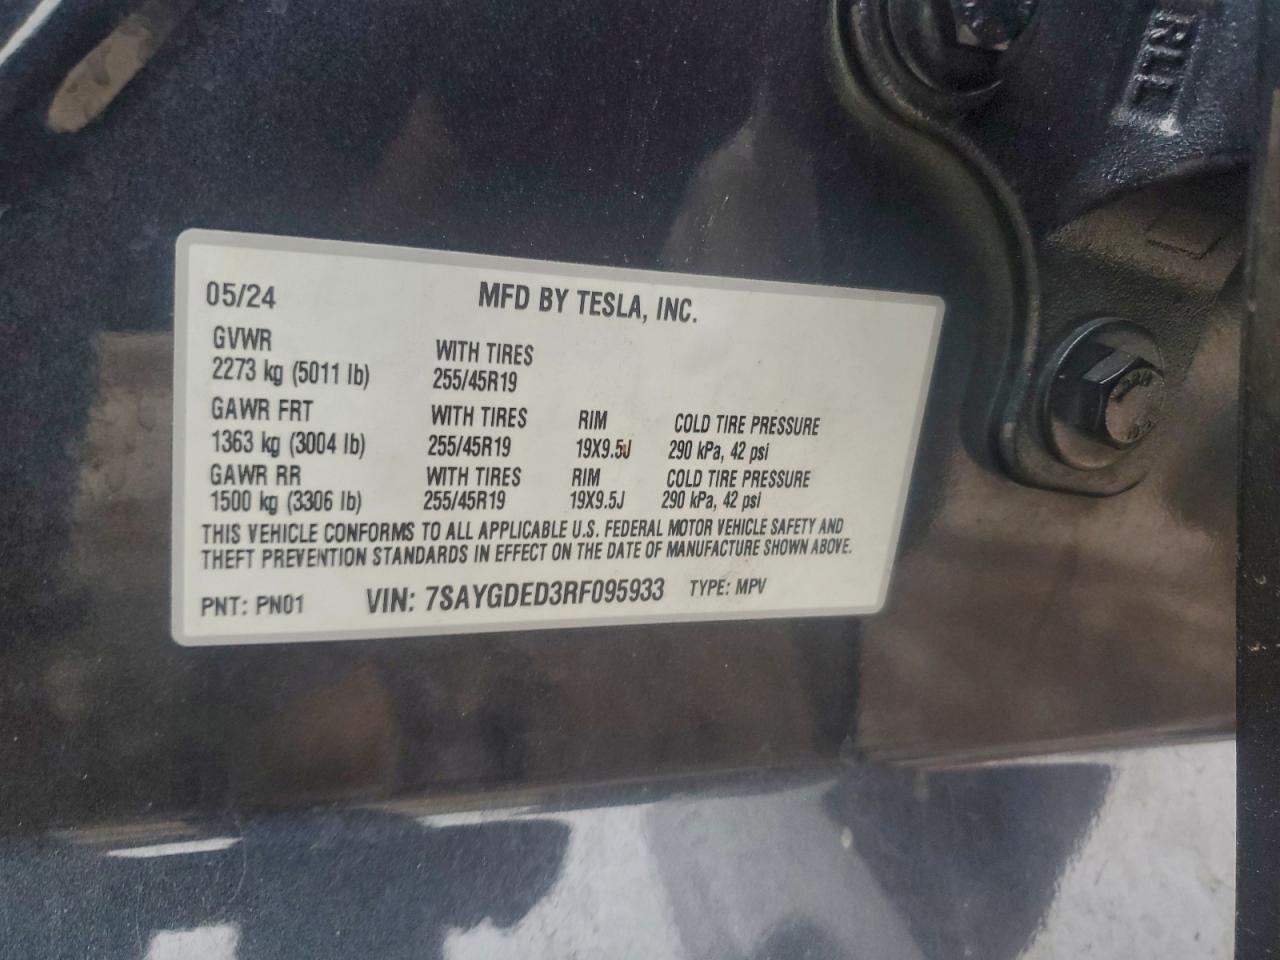 05/24 MFD BY TESLA, INC.
GVWR WITH TIRES
2273 kg (5011 lb) 255/45R19
GAWR FRT WITH TIRES RIM COLD TIRE PRESSURE
1363 kg (3004 lb) 255/45R19 19X9.5J 290 kPa, 42 psi
GAWR RR WITH TIRES RIM COLD TIRE PRESSURE
1500 kg (3306 lb) 255/45R19 19X9.5J 290 kPa, 42 psi
THIS VEHICLE CONFORMS TO ALL APPLICABLE U.S. FEDERAL MOTOR VEHICLE SAFETY AND
THEFT PREVENTION STANDARDS IN EFFECT ON THE DATE OF MANUFACTURE SHOWN ABOVE.
PNT: PN01 VIN: 7SAYGDED3RF095933 TYPE: MPV